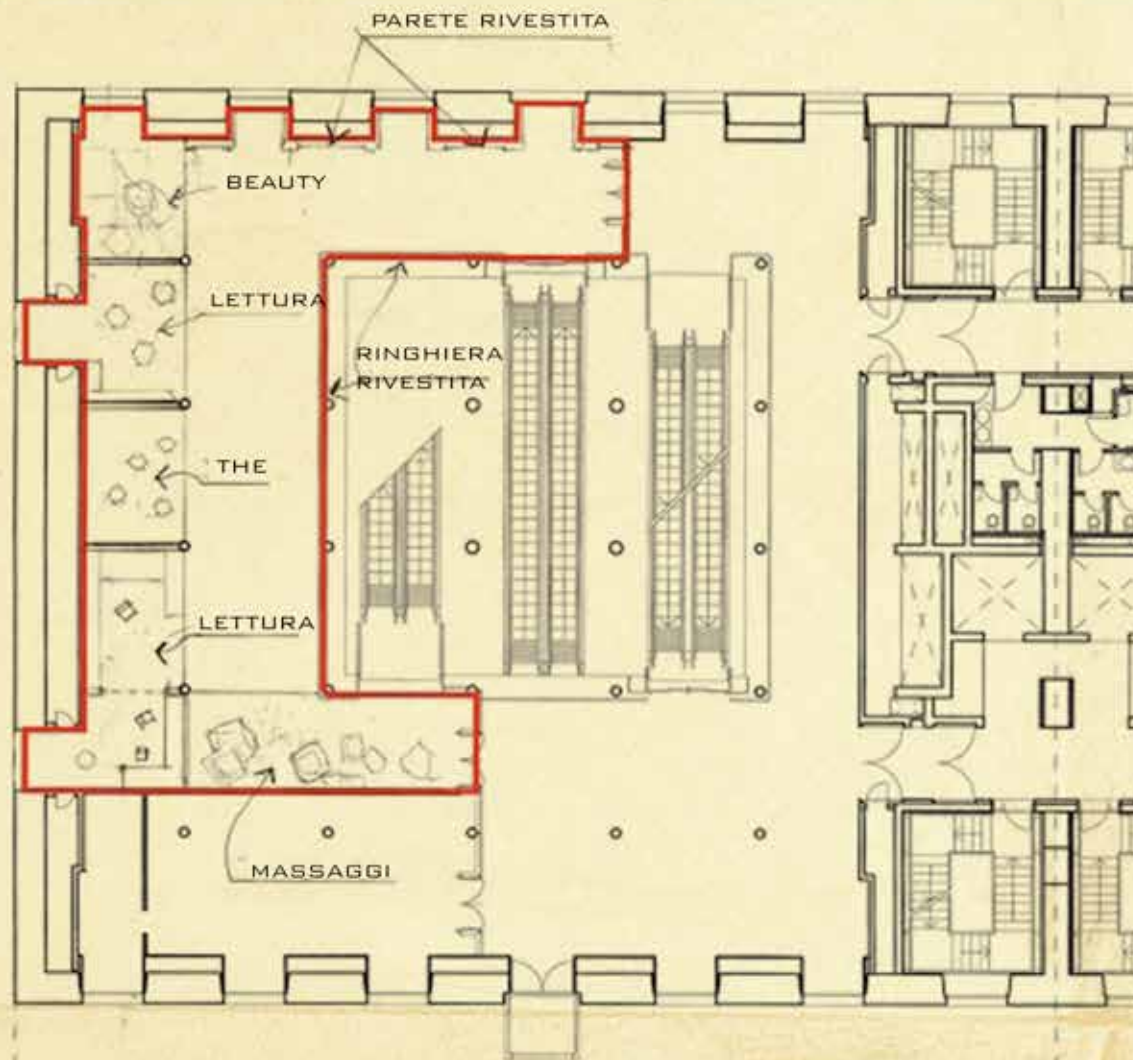 PARETE RIVESTITA
BEAUTY
LETTURA
RINGHIERA
RIVESTITA
THE
LETTURA
MASSAGGI